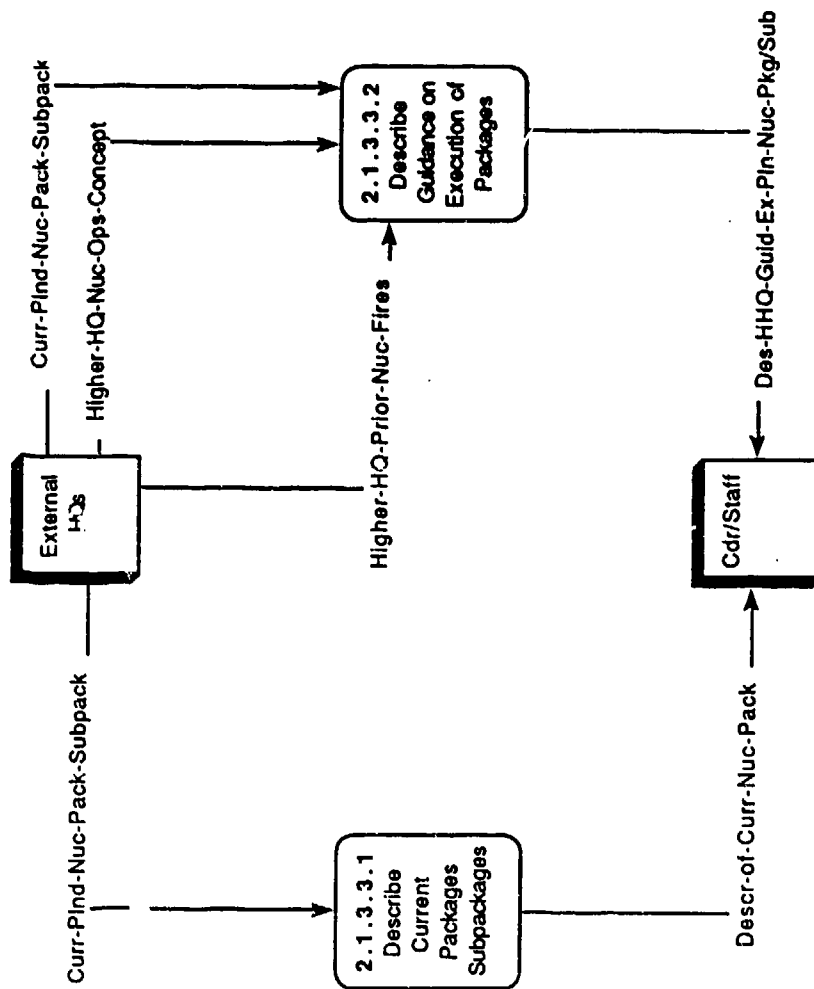 Curr-Plnd-Nuc-Pack-Subpack
External
HQs
Curr-Plnd-Nuc-Pack-Subpack
Higher-HQ-Nuc-Ops-Concept
Higher-HQ-Prior-Nuc-Fires
2.1.3.3.1
Describe
Current
Packages
Subpackages
2.1.3.3.2
Describe
Guidance on
Execution of
Packages
Descr-of-Curr-Nuc-Pack
Cdr/Staff
Des-HHQ-Guid-Ex-Pln-Nuc-Pkg/Sub